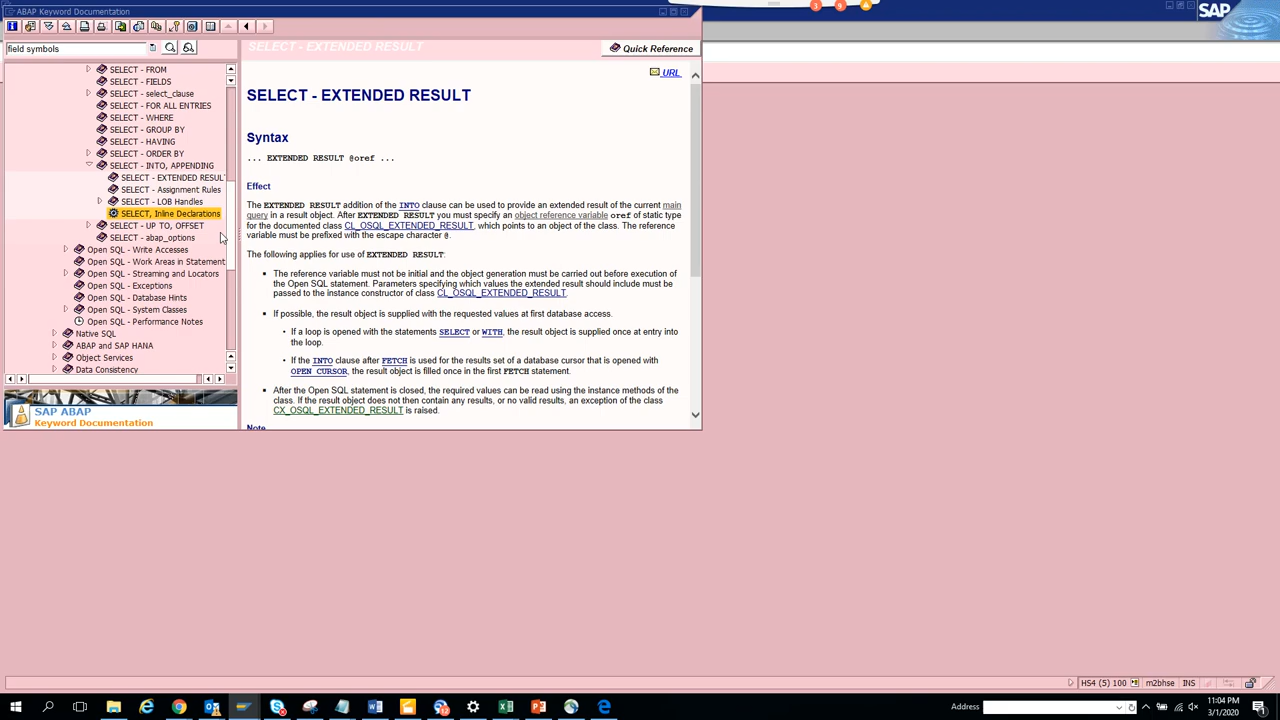 ABAP Keyword Documentation
3
9
SAP
field symbols
SELECT - EXTENDED RESULT
Quick Reference
SELECT - FROM
SELECT - FIELDS
SELECT - select_clause
SELECT - FOR ALL ENTRIES
SELECT - WHERE
SELECT - GROUP BY
SELECT - HAVING
SELECT - ORDER BY
SELECT - INTO, APPENDING
SELECT - EXTENDED RESUL
SELECT - Assignment Rules
SELECT - LOB Handles
SELECT, Inline Declarations
SELECT - UP TO, OFFSET
SELECT - abap_options
Open SQL - Write Accesses
Open SQL - Work Areas in Statement
Open SQL - Streaming and Locators
Open SQL - Exceptions
Open SQL - Database Hints
Open SQL - System Classes
Open SQL - Performance Notes
Native SQL
ABAP and SAP HANA
Object Services
Data Consistency
SAP ABAP
Keyword Documentation
URL
SELECT - EXTENDED RESULT
Syntax
... EXTENDED RESULT @oref ...
Effect
The EXTENDED RESULT addition of the INTO clause can be used to provide an extended result of the current main
query in a result object. After EXTENDED RESULT you must specify an object reference variable oref of static type
for the documented class CL_OSQL_EXTENDED_RESULT, which points to an object of the class. The reference
variable must be prefixed with the escape character @.
The following applies for use of EXTENDED RESULT:
The reference variable must not be initial and the object generation must be carried out before execution of
the Open SQL statement. Parameters specifying which values the extended result should include must be
passed to the instance constructor of class CL_OSQL_EXTENDED_RESULT.
If possible, the result object is supplied with the requested values at first database access.
If a loop is opened with the statements SELECT or WITH, the result object is supplied once at entry into
the loop.
If the INTO clause after FETCH is used for the results set of a database cursor that is opened with
OPEN CURSOR, the result object is filled once in the first FETCH statement.
After the Open SQL statement is closed, the required values can be read using the instance methods of the
class. If the result object does not then contain any results, or no valid results, an exception of the class
CX_OSQL_EXTENDED_RESULT is raised.
Note
HS4 (5) 100
m2bhse
INS
Address
11:04 PM
3/1/2020